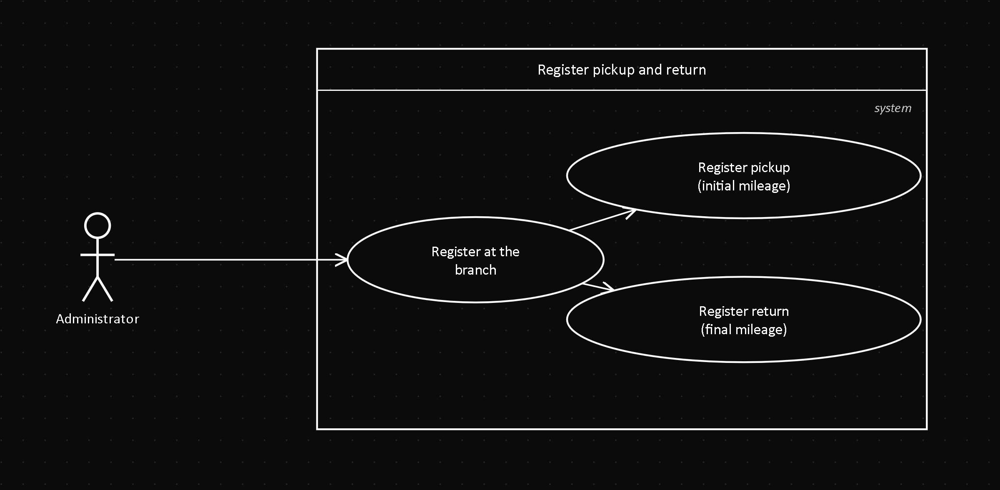 Register pickup and return
system
Register pickup
(initial mileage)
Register at the
branch
Register return
(final mileage)
Administrator